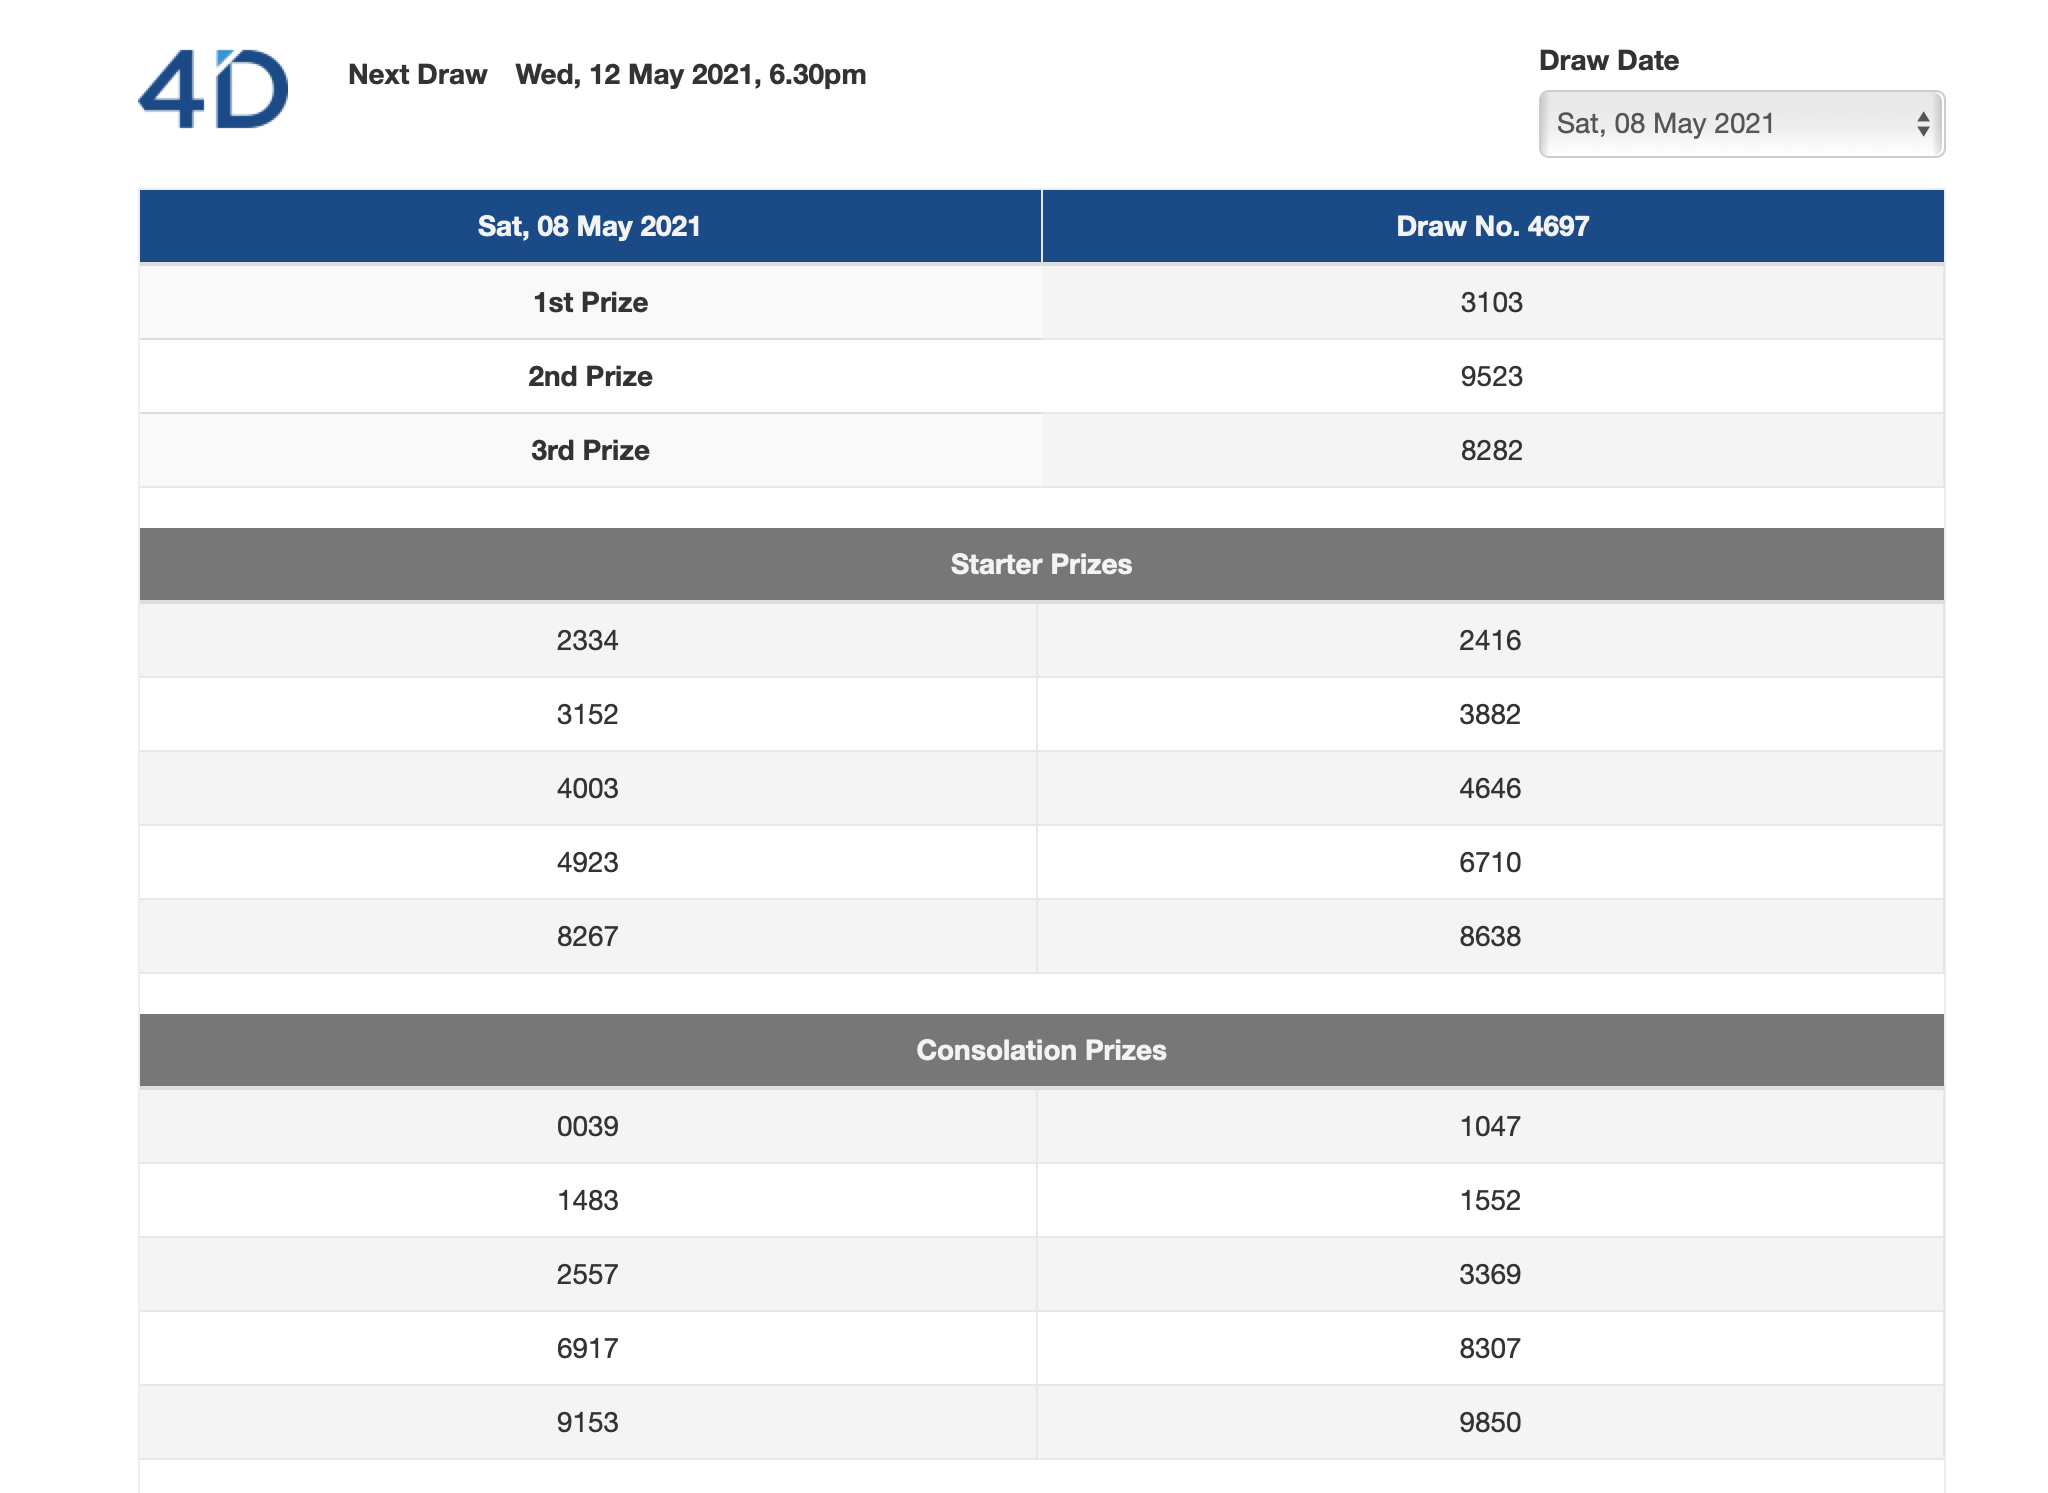 4D
Next Draw Wed, 12 May 2021, 6.30pm
Draw Date
Sat, 08 May 2021
Sat, 08 May 2021 Draw No. 4697
1st Prize 3103
2nd Prize 9523
3rd Prize 8282
Starter Prizes
2334 2416
3152 3882
4003 4646
4923 6710
8267 8638
Consolation Prizes
0039 1047
1483 1552
2557 3369
6917 8307
9153 9850